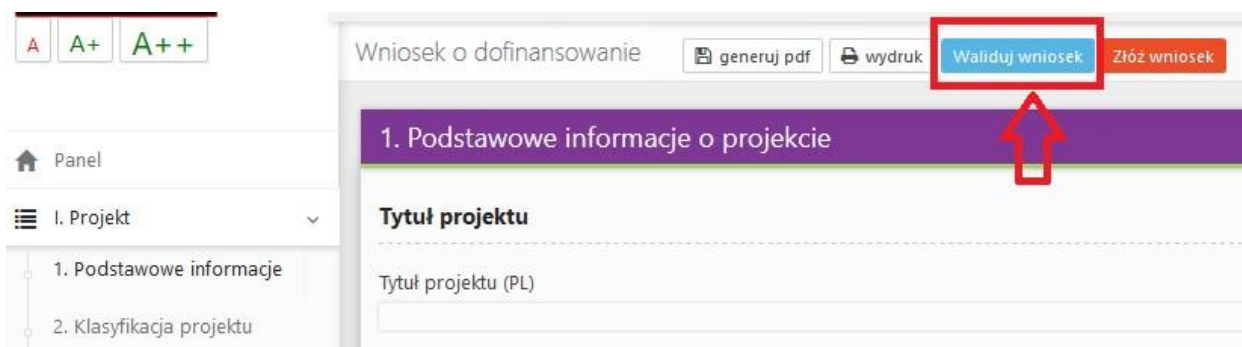 A A+ A++
Wniosek o dofinansowanie generuj pdf wydruk Waliduj wniosek Złóż wniosek
1. Podstawowe informacje o projekcie
Panel
I. Projekt
Tytuł projektu
1. Podstawowe informacje
Tytuł projektu (PL)
2. Klasyfikacja projektu